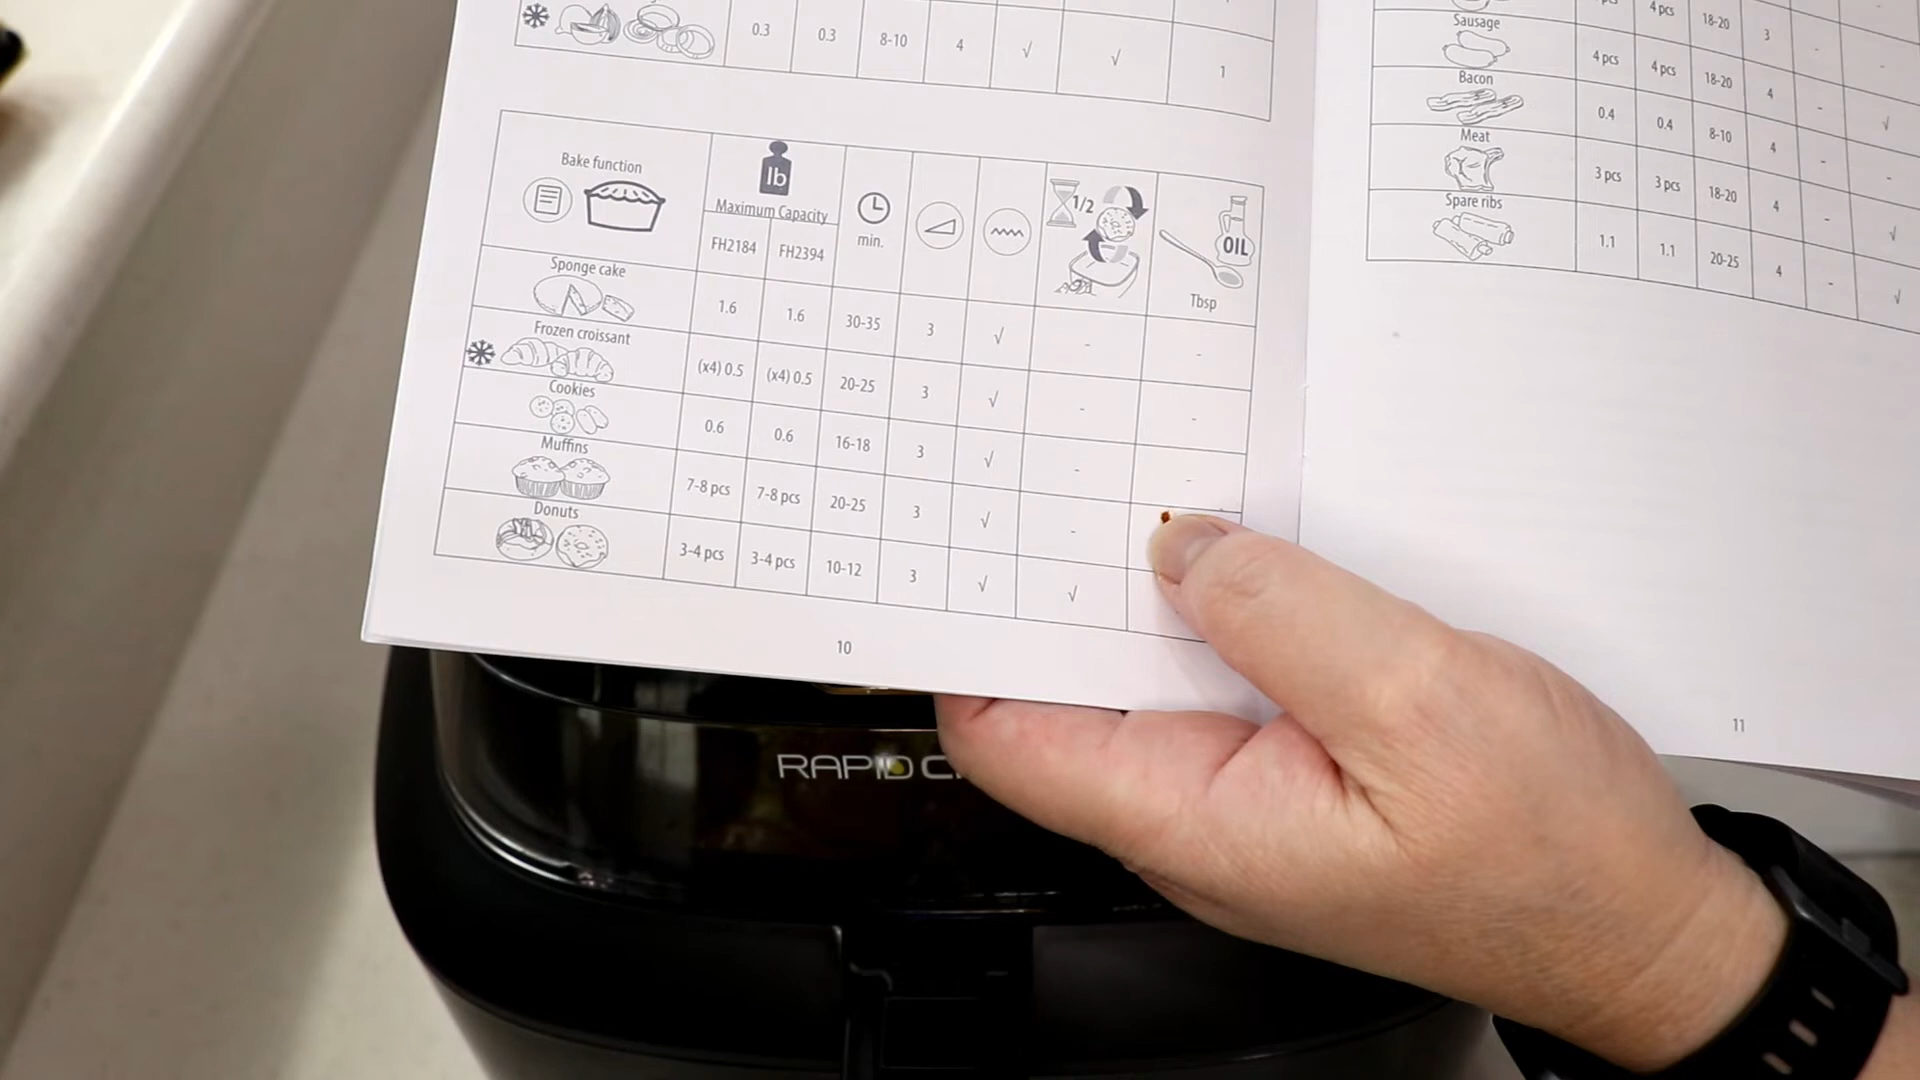 0.3 0.3 8-10 4 √ √ 1
Bake function
lb
Maximum Capacity
FH2184 FH2394
min.
1/2
OIL
Tbsp
Sponge cake
1.6 1.6 30-35 3 √ - -
Frozen croissant
(x4) 0.5 (x4) 0.5 20-25 3 √ - -
Cookies
0.6 0.6 16-18 3 √ - -
Muffins
7-8 pcs 7-8 pcs 20-25 3 √ -
Donuts
3-4 pcs 3-4 pcs 10-12 3 √ √
10
4 pcs 18-20 3 - -
Sausage
4 pcs 4 pcs 18-20 4 - √
Bacon
0.4 0.4 8-10 4 - -
Meat
3 pcs 3 pcs 18-20 4 - √
Spare ribs
1.1 1.1 20-25 4 - √
11
RAPID